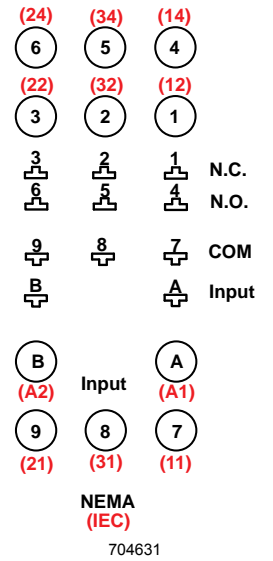 (24) (34) (14)
6 5 4
(22) (32) (12)
3 2 1
3 2 1 N.C.
6 5 4 N.O.
9 8 7 COM
B A Input
B A
Input
(A2) (A1)
9 8 7
(21) (31) (11)
NEMA
(IEC)
704631